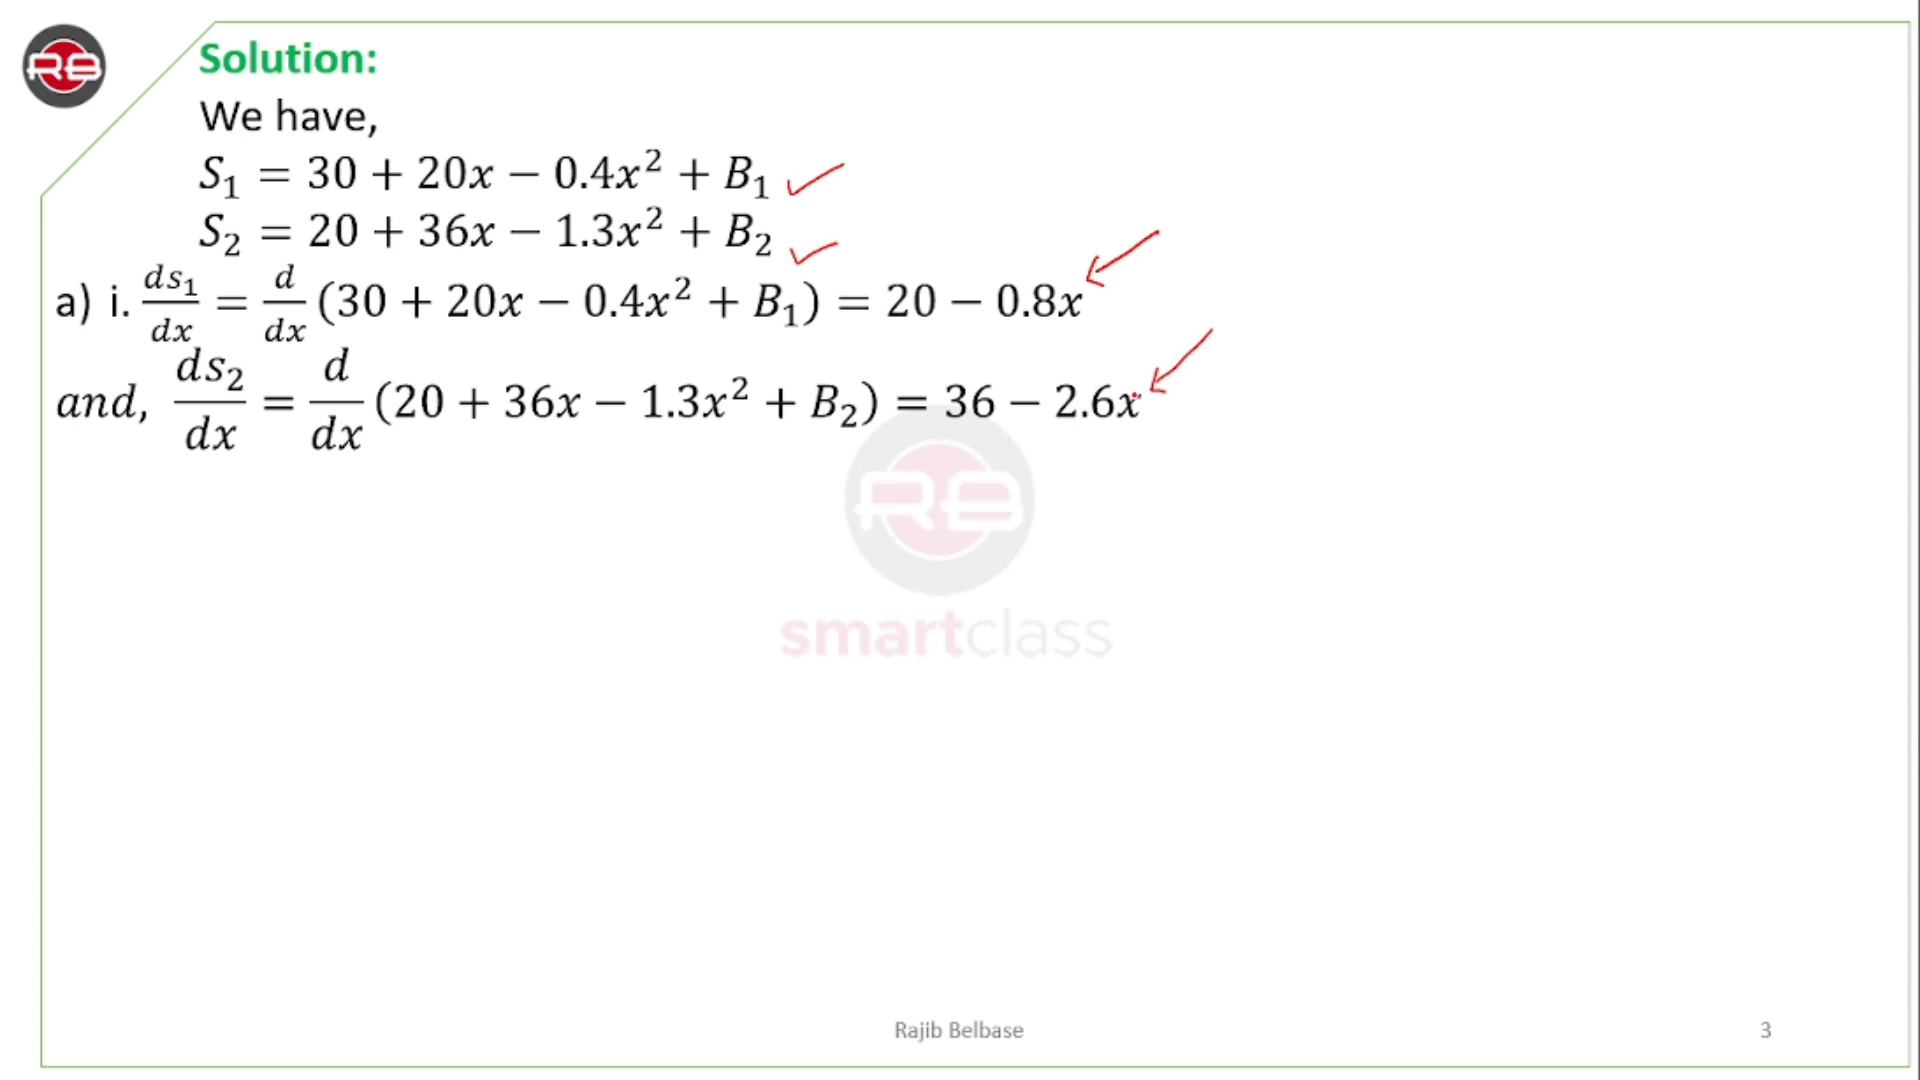 RB
Solution:
We have,
S₁ = 30 + 20x − 0.4x² + B₁
S₂ = 20 + 36x − 1.3x² + B₂
a) i. ds₁/dx = d/dx (30 + 20x − 0.4x² + B₁) = 20 − 0.8x
and, ds₂/dx = d/dx (20 + 36x − 1.3x² + B₂) = 36 − 2.6x
RB
smartclass
Rajib Belbase
3